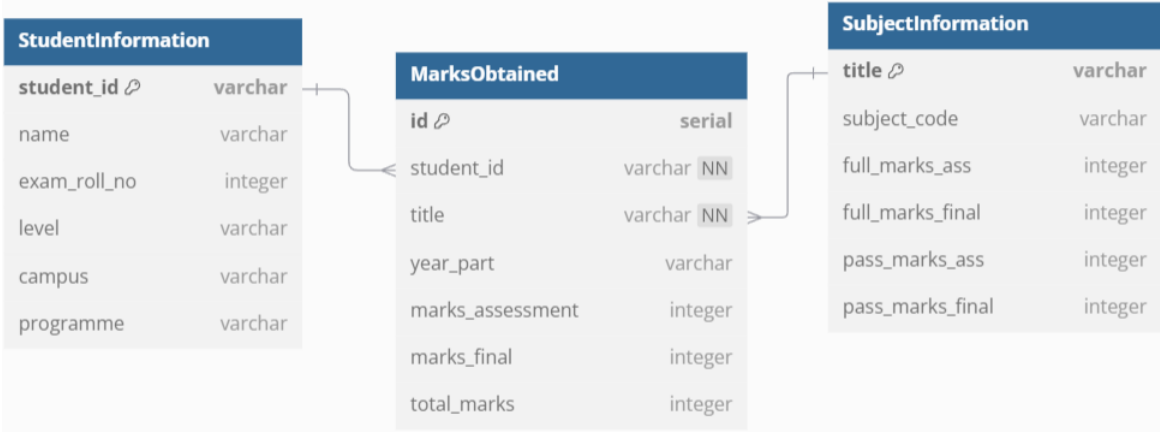 StudentInformation
student_id varchar
name varchar
exam_roll_no integer
level varchar
campus varchar
programme varchar
MarksObtained
id serial
student_id varchar NN
title varchar NN
year_part varchar
marks_assessment integer
marks_final integer
total_marks integer
SubjectInformation
title varchar
subject_code varchar
full_marks_ass integer
full_marks_final integer
pass_marks_ass integer
pass_marks_final integer